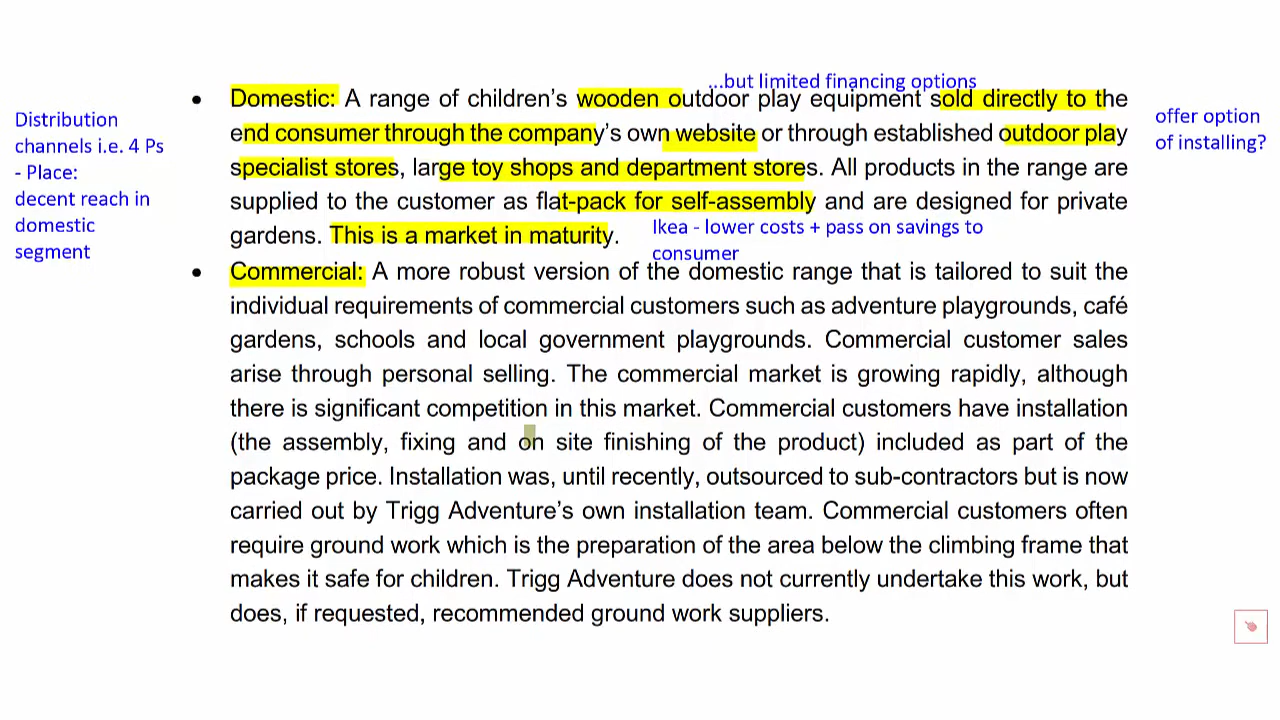 ...but limited financing options
• Domestic: A range of children's wooden outdoor play equipment sold directly to the
end consumer through the company's own website or through established outdoor play
specialist stores, large toy shops and department stores. All products in the range are
supplied to the customer as flat-pack for self-assembly and are designed for private
gardens. This is a market in maturity.
Distribution
channels i.e. 4 Ps
- Place:
decent reach in
domestic
segment
offer option
of installing?
Ikea - lower costs + pass on savings to
consumer
• Commercial: A more robust version of the domestic range that is tailored to suit the
individual requirements of commercial customers such as adventure playgrounds, café
gardens, schools and local government playgrounds. Commercial customer sales
arise through personal selling. The commercial market is growing rapidly, although
there is significant competition in this market. Commercial customers have installation
(the assembly, fixing and on site finishing of the product) included as part of the
package price. Installation was, until recently, outsourced to sub-contractors but is now
carried out by Trigg Adventure's own installation team. Commercial customers often
require ground work which is the preparation of the area below the climbing frame that
makes it safe for children. Trigg Adventure does not currently undertake this work, but
does, if requested, recommended ground work suppliers.